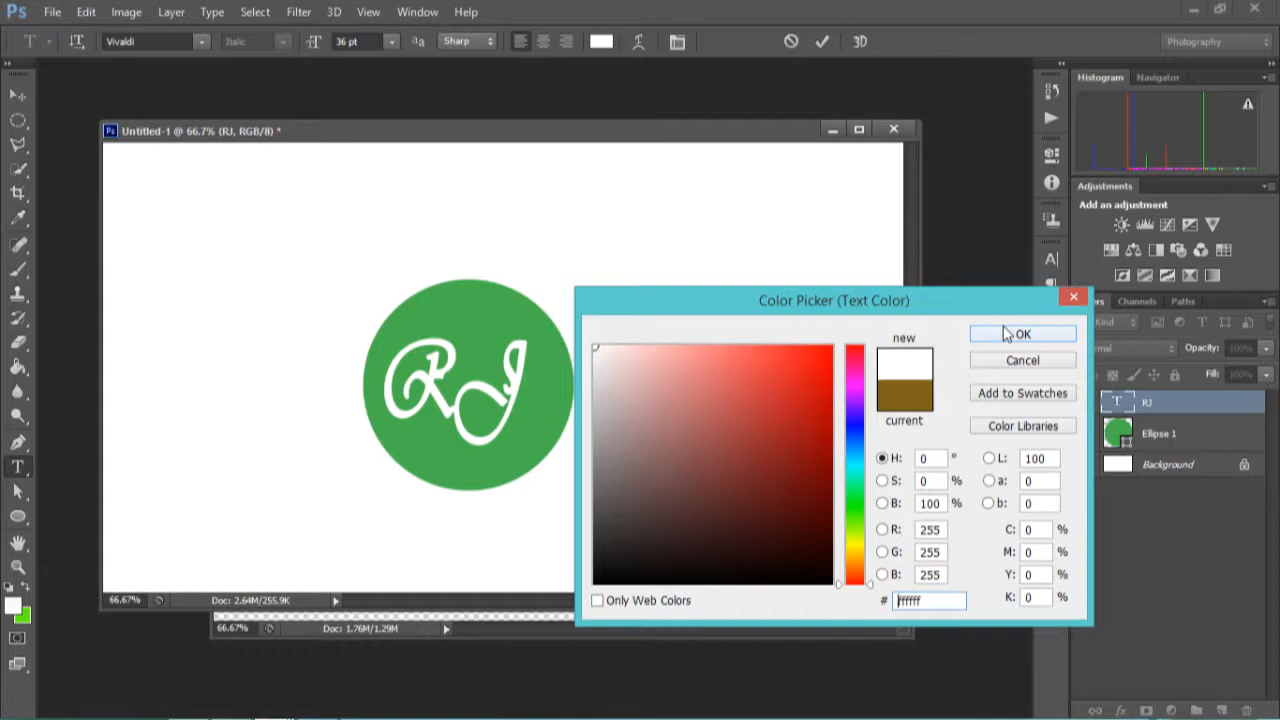 Ps File Edit Image Layer Type Select Filter 3D View Window Help
T Vivaldi Italic 36 pt aa Sharp 3D Photography
Histogram Navigator
Ps Untitled-1 @ 66.7% (RJ, RGB/8) *
Adjustments
Add an adjustment
A
Channels Paths
Color Picker (Text Color)
Kind
Opacity: 100%
Fill: 100%
RJ
new
OK
Cancel
Add to Swatches
current
Color Libraries
T RJ
Ellipse 1
Background
H: 0 ° L: 100
S: 0 % a: 0
B: 100 % b: 0
R: 255 C: 0 %
G: 255 M: 0 %
B: 255 Y: 0 %
Only Web Colors # ffffff K: 0 %
66.67% Doc: 2.64M/255.9K
66.67% Doc: 1.76M/1.29M
fx